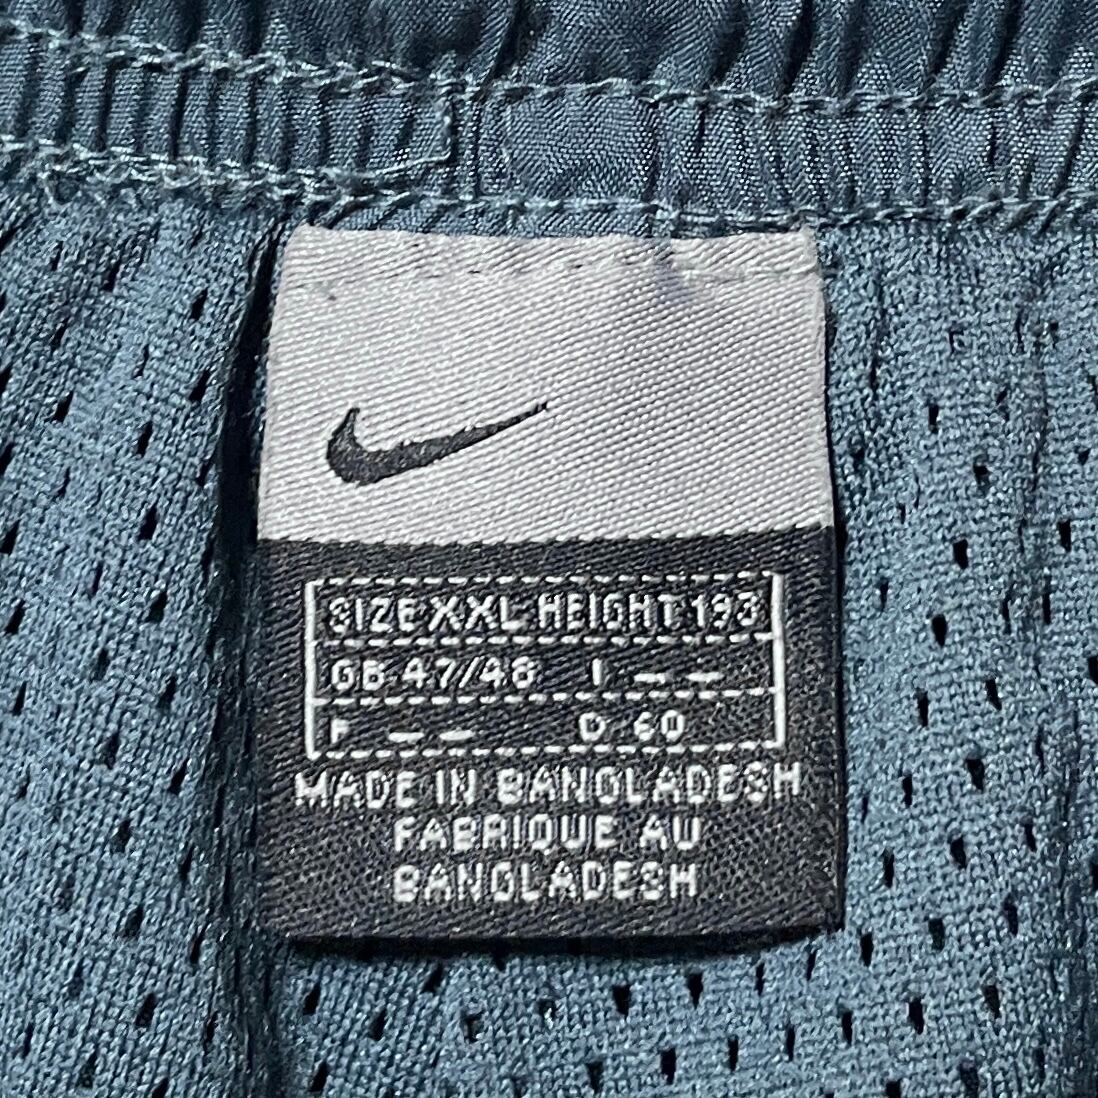 SIZE XXL HEIGHT 193
GB 47/48 I — —
F — — D 60
MADE IN BANGLADESH
FABRIQUE AU
BANGLADESH